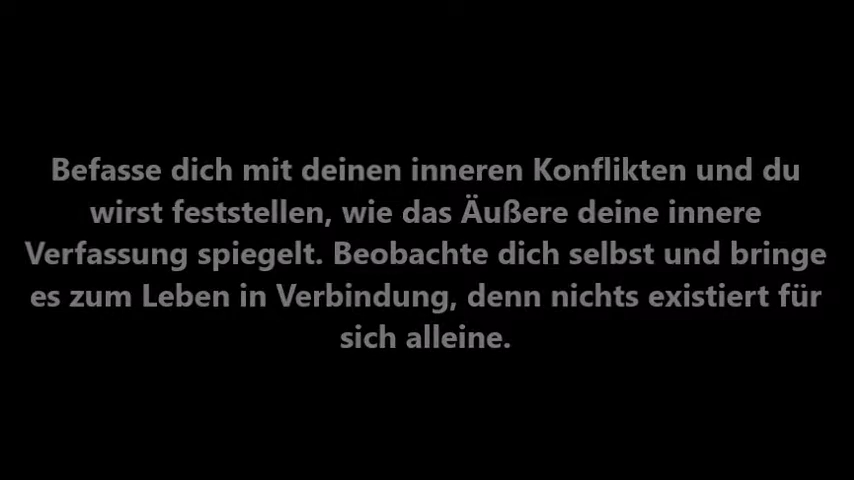 Befasse dich mit deinen inneren Konflikten und du
wirst feststellen, wie das Äußere deine innere
Verfassung spiegelt. Beobachte dich selbst und bringe
es zum Leben in Verbindung, denn nichts existiert für
sich alleine.